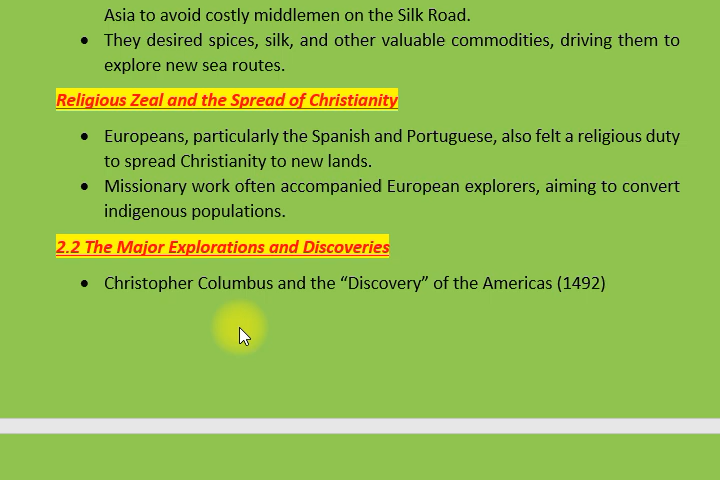 Asia to avoid costly middlemen on the Silk Road.
• They desired spices, silk, and other valuable commodities, driving them to
explore new sea routes.
Religious Zeal and the Spread of Christianity
• Europeans, particularly the Spanish and Portuguese, also felt a religious duty
to spread Christianity to new lands.
• Missionary work often accompanied European explorers, aiming to convert
indigenous populations.
2.2 The Major Explorations and Discoveries
• Christopher Columbus and the “Discovery” of the Americas (1492)